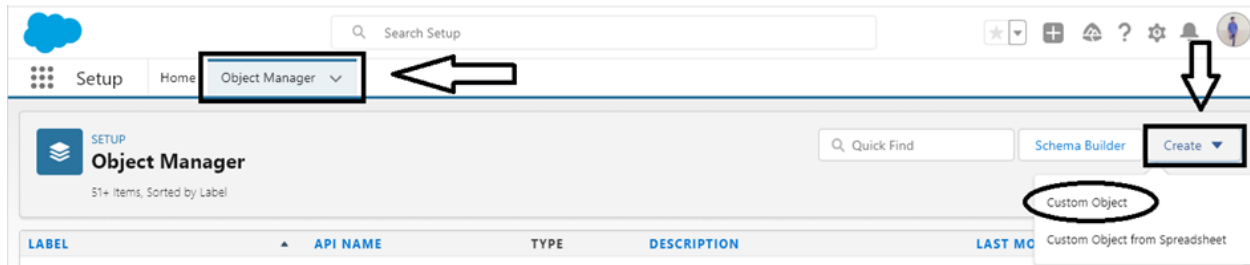 Search Setup
Setup Home Object Manager
SETUP
Object Manager
51+ Items, Sorted by Label
Quick Find
Schema Builder
Create
Custom Object
Custom Object from Spreadsheet
LABEL API NAME TYPE DESCRIPTION LAST MO